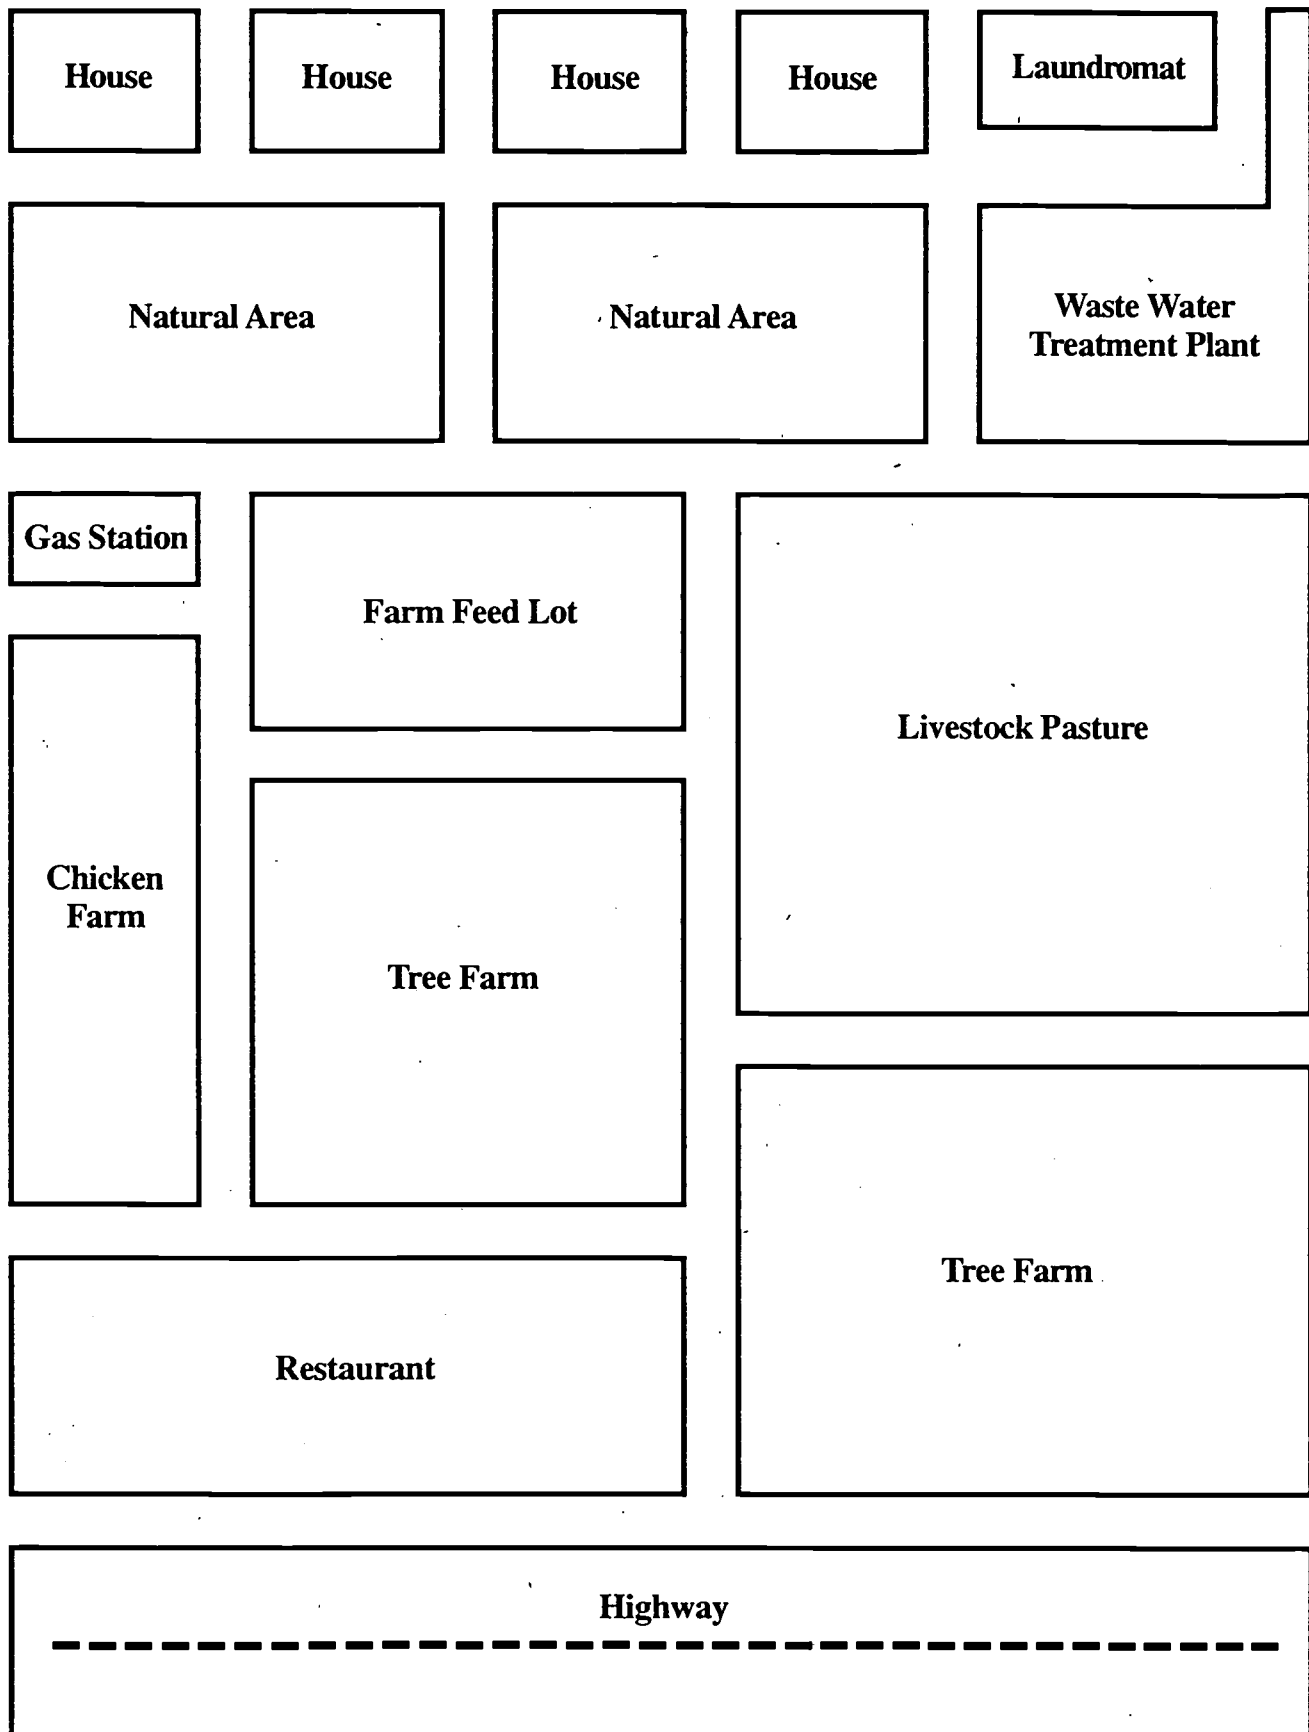 House
House
House
House
Laundromat
Natural Area
Natural Area
Waste Water
Treatment Plant
Gas Station
Farm Feed Lot
Livestock Pasture
Chicken
Farm
Tree Farm
Tree Farm
Restaurant
Highway